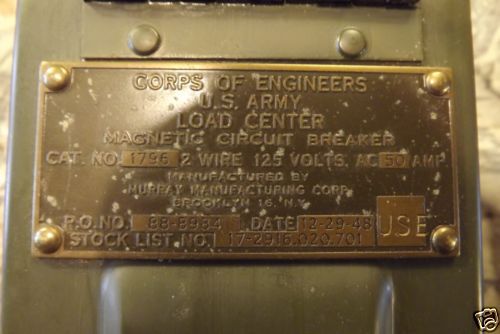 CORPS OF ENGINEERS
U.S. ARMY
LOAD CENTER
MAGNETIC CIRCUIT BREAKER
CAT. NO. 1796 2 WIRE 125 VOLTS. AC 50 AMP
MANUFACTURED BY
MURRAY MANUFACTURING CORP.
BROOKLYN 16. N.Y.
P.O. NO. 88-8984 DATE 12-29-48
STOCK LIST NO. 17-2916.020.701
U.S.E
ebY